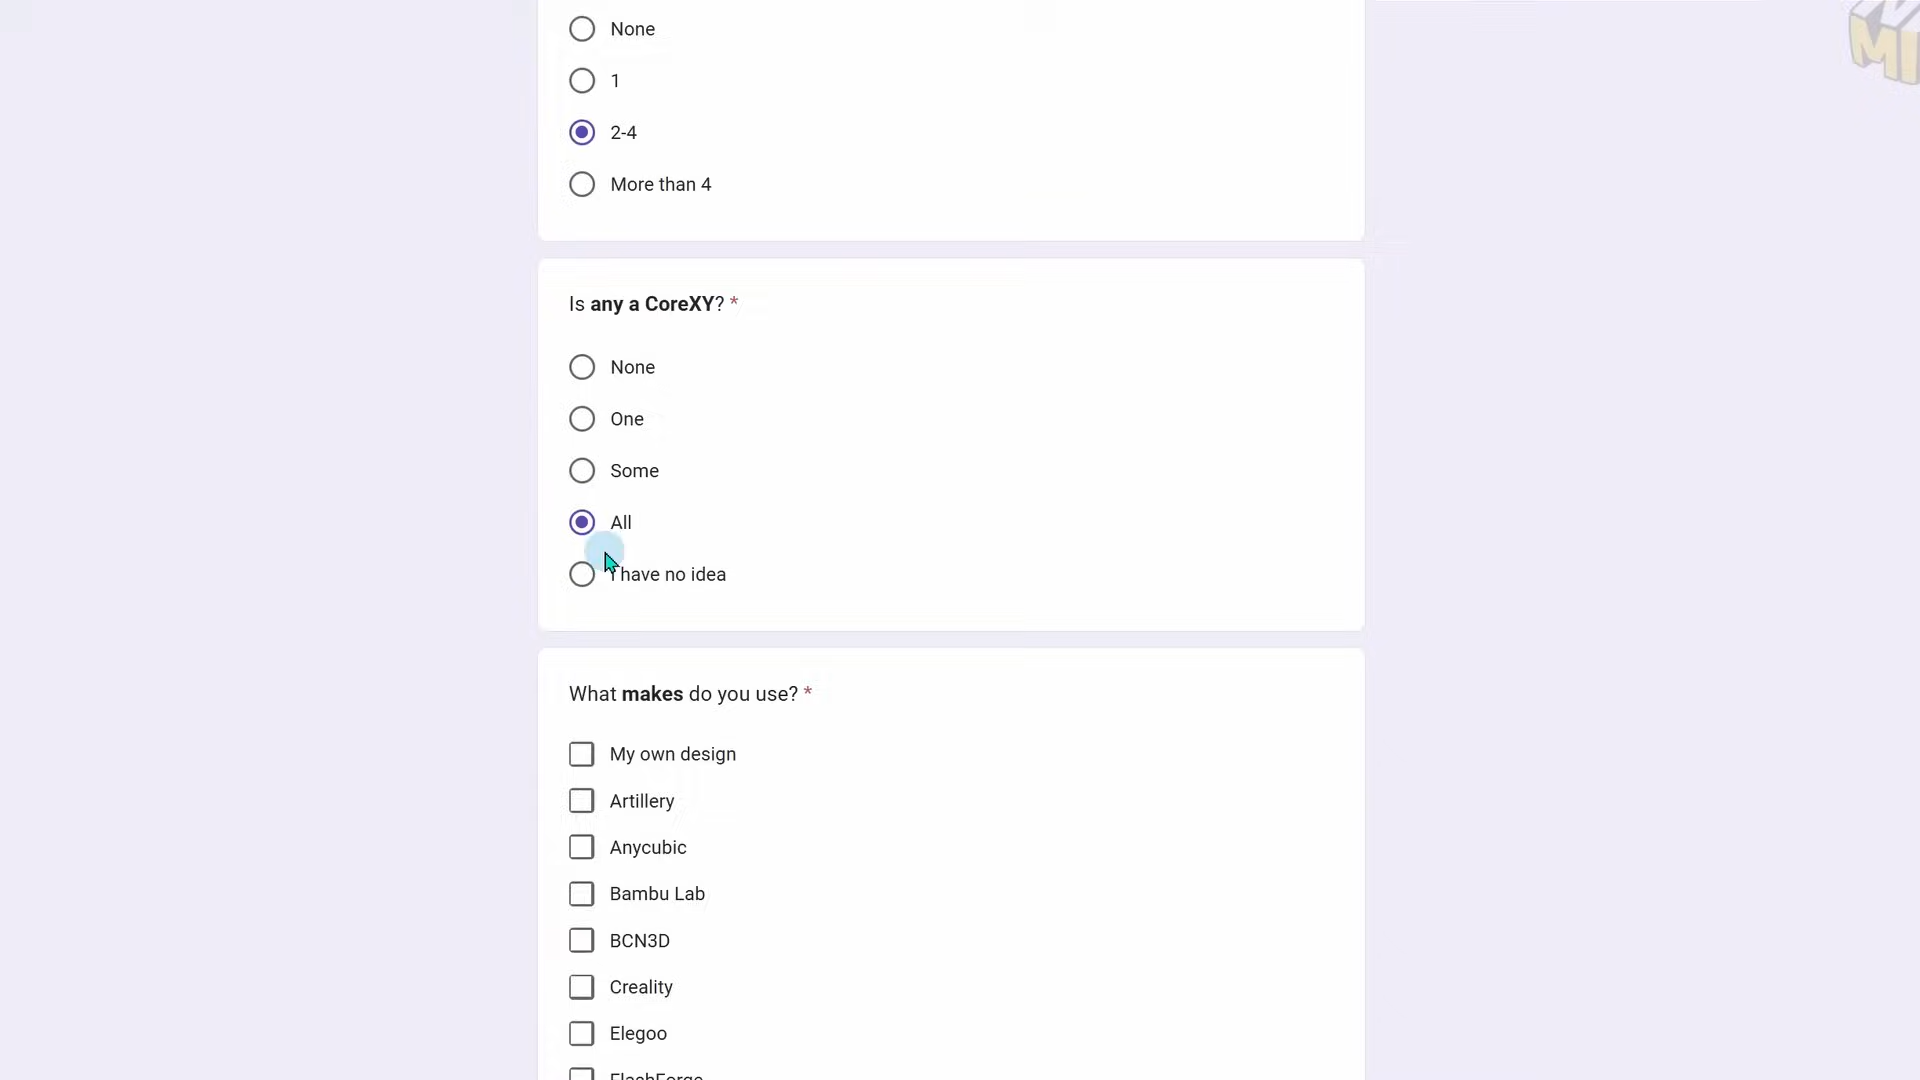 None
1
2-4
More than 4
Is any a CoreXY? *
None
One
Some
All
I have no idea
What makes do you use? *
My own design
Artillery
Anycubic
Bambu Lab
BCN3D
Creality
Elegoo
FlashForge